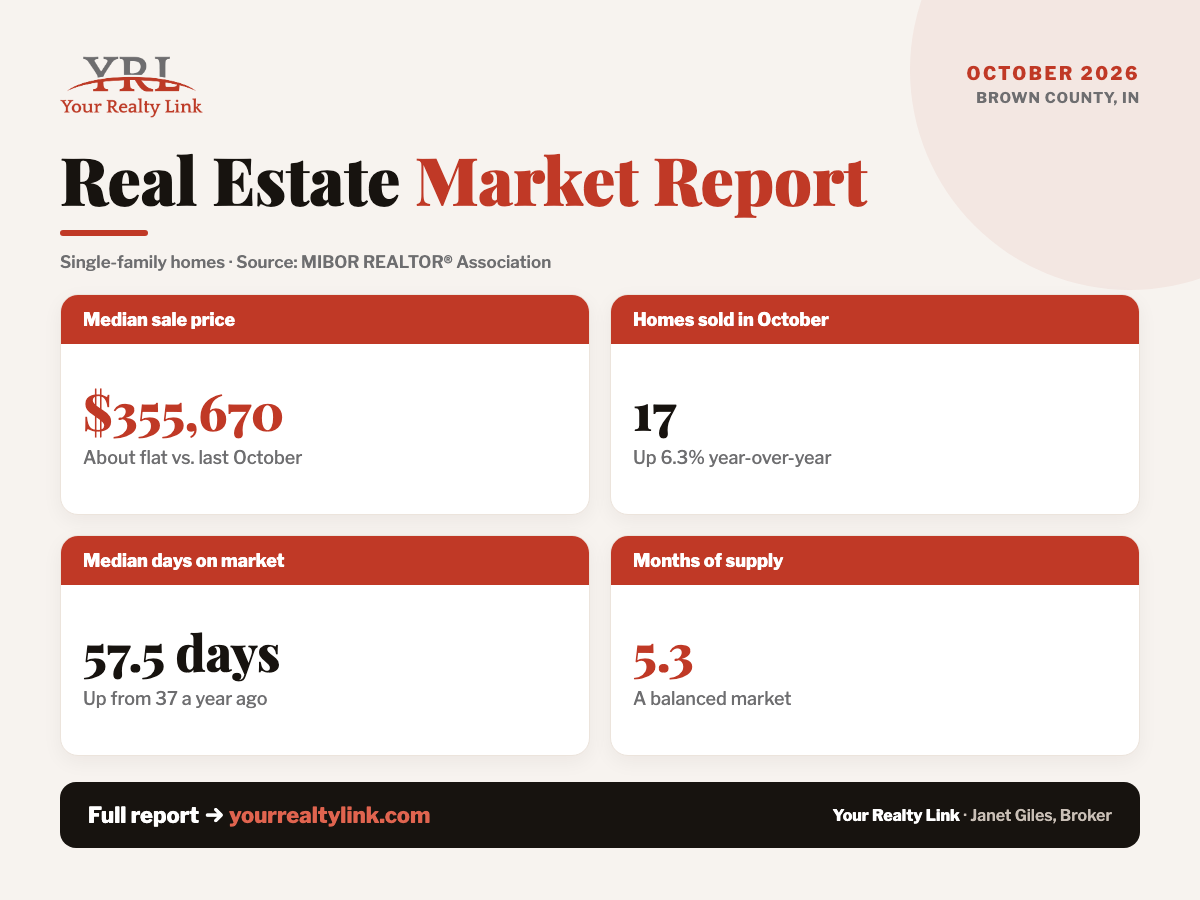 YRL
Your Realty Link
OCTOBER 2026
BROWN COUNTY, IN
Real Estate Market Report
Single-family homes · Source: MIBOR REALTOR® Association
Median sale price
$355,670
About flat vs. last October
Homes sold in October
17
Up 6.3% year-over-year
Median days on market
57.5 days
Up from 37 a year ago
Months of supply
5.3
A balanced market
Full report → yourrealtylink.com
Your Realty Link · Janet Giles, Broker